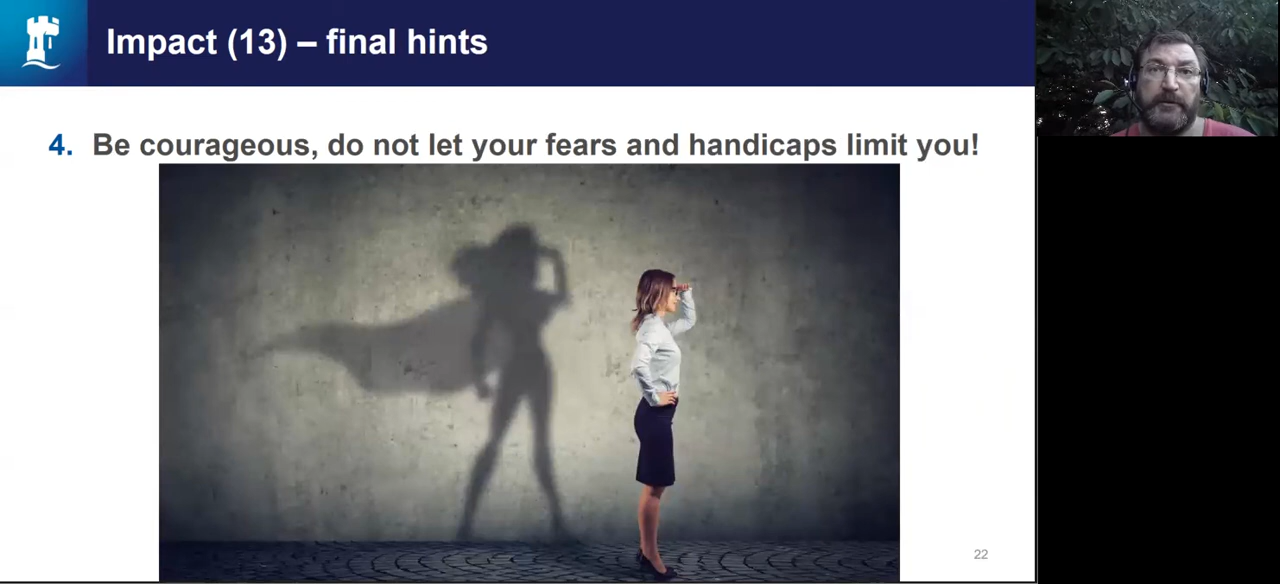 Impact (13) – final hints
4. Be courageous, do not let your fears and handicaps limit you!
22